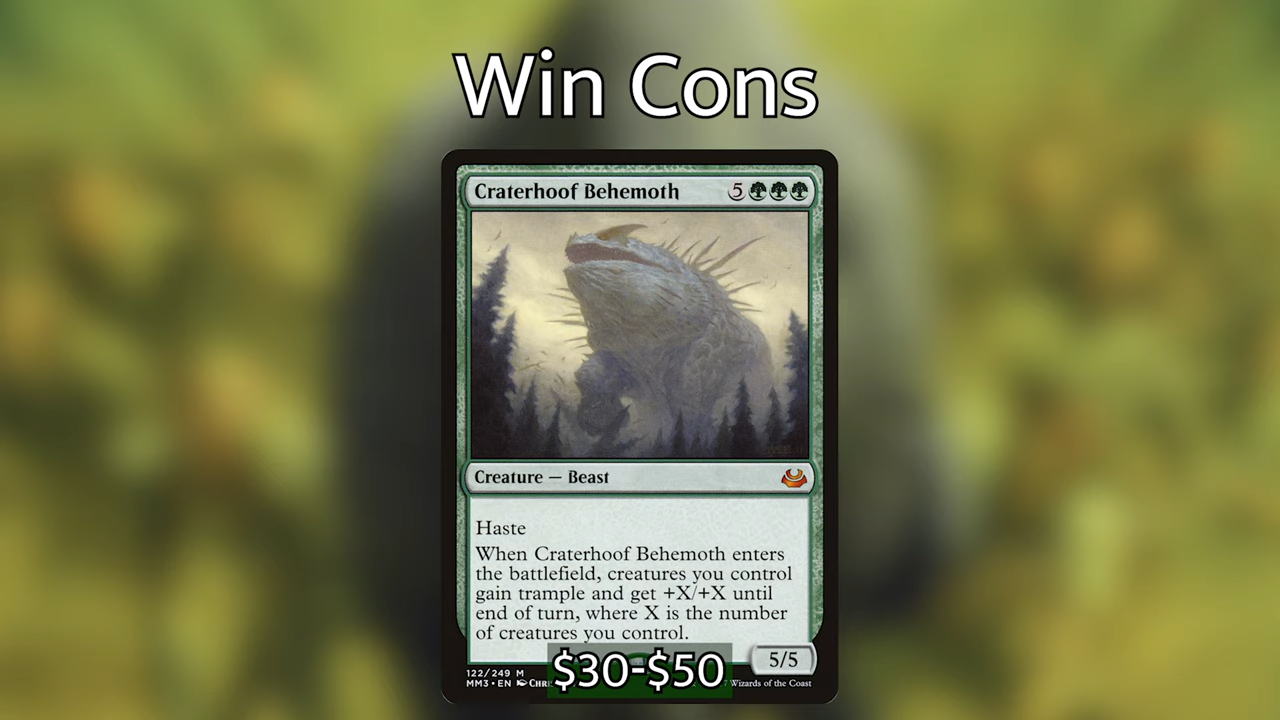 Win Cons
Craterhoof Behemoth 5
Creature — Beast
Haste
When Craterhoof Behemoth enters
the battlefield, creatures you control
gain trample and get +X/+X until
end of turn, where X is the number
of creatures you control.
$30-$50
5/5
122/249 M
MM3 • EN Wizards of the Coast